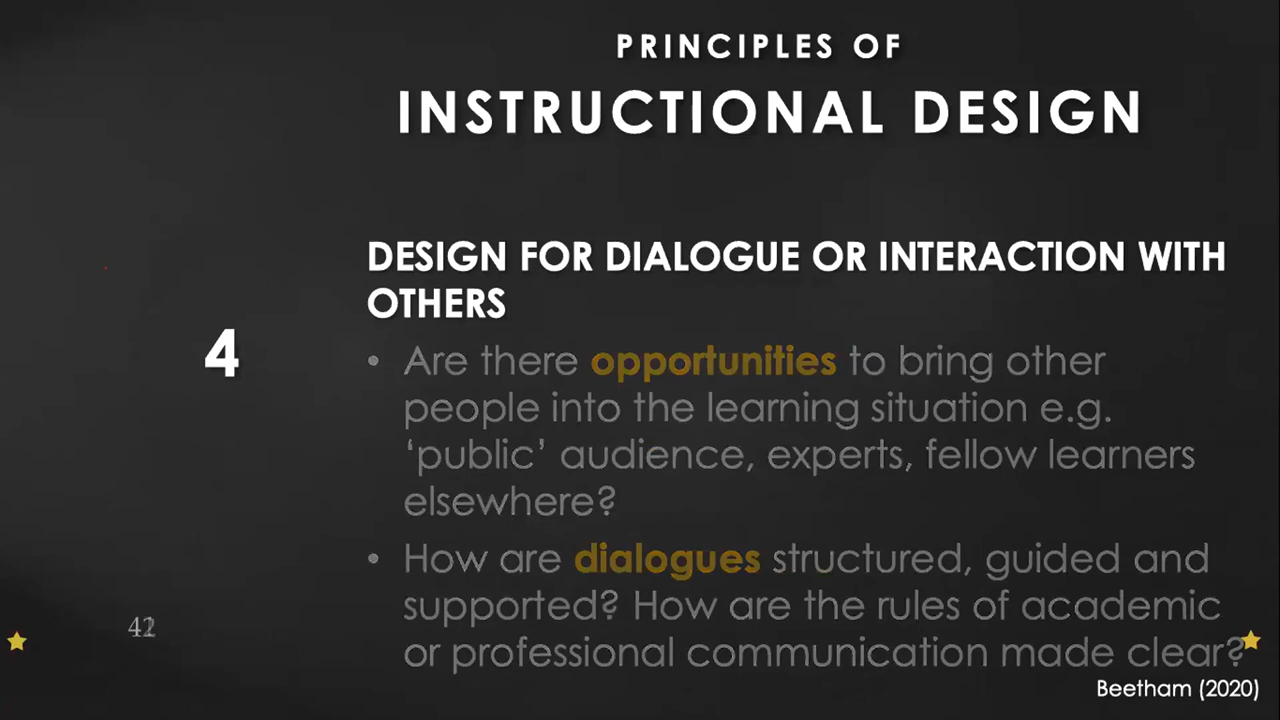 PRINCIPLES OF
INSTRUCTIONAL DESIGN
DESIGN FOR DIALOGUE OR INTERACTION WITH
OTHERS
4
• Are there opportunities to bring other
people into the learning situation e.g.
‘public’ audience, experts, fellow learners
elsewhere?
• How are dialogues structured, guided and
supported? How are the rules of academic
or professional communication made clear?
Beetham (2020)